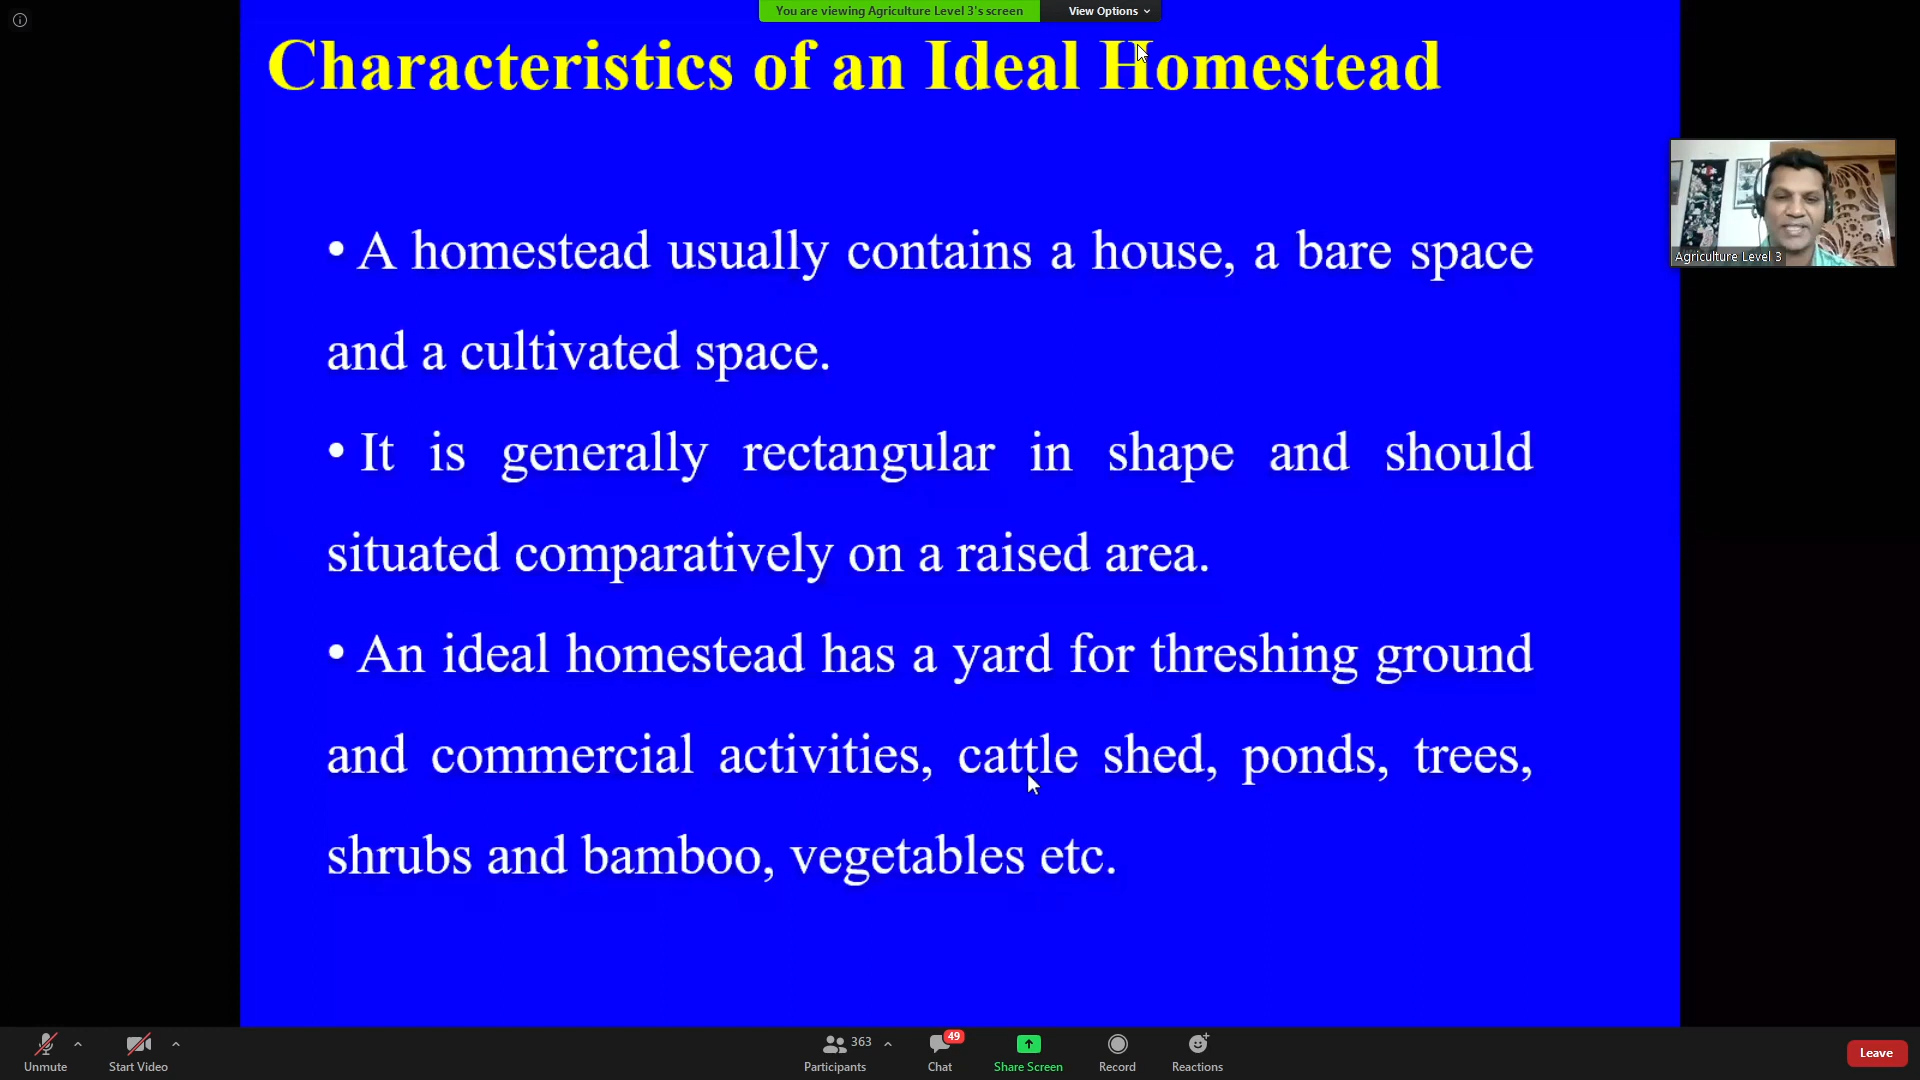 You are viewing Agriculture Level 3's screen
View Options
Characteristics of an Ideal Homestead
• A homestead usually contains a house, a bare space
and a cultivated space.
• It is generally rectangular in shape and should
situated comparatively on a raised area.
• An ideal homestead has a yard for threshing ground
and commercial activities, cattle shed, ponds, trees,
shrubs and bamboo, vegetables etc.
Agriculture Level 3
Unmute
Start Video
363
Participants
49
Chat
Share Screen
Record
Reactions
Leave